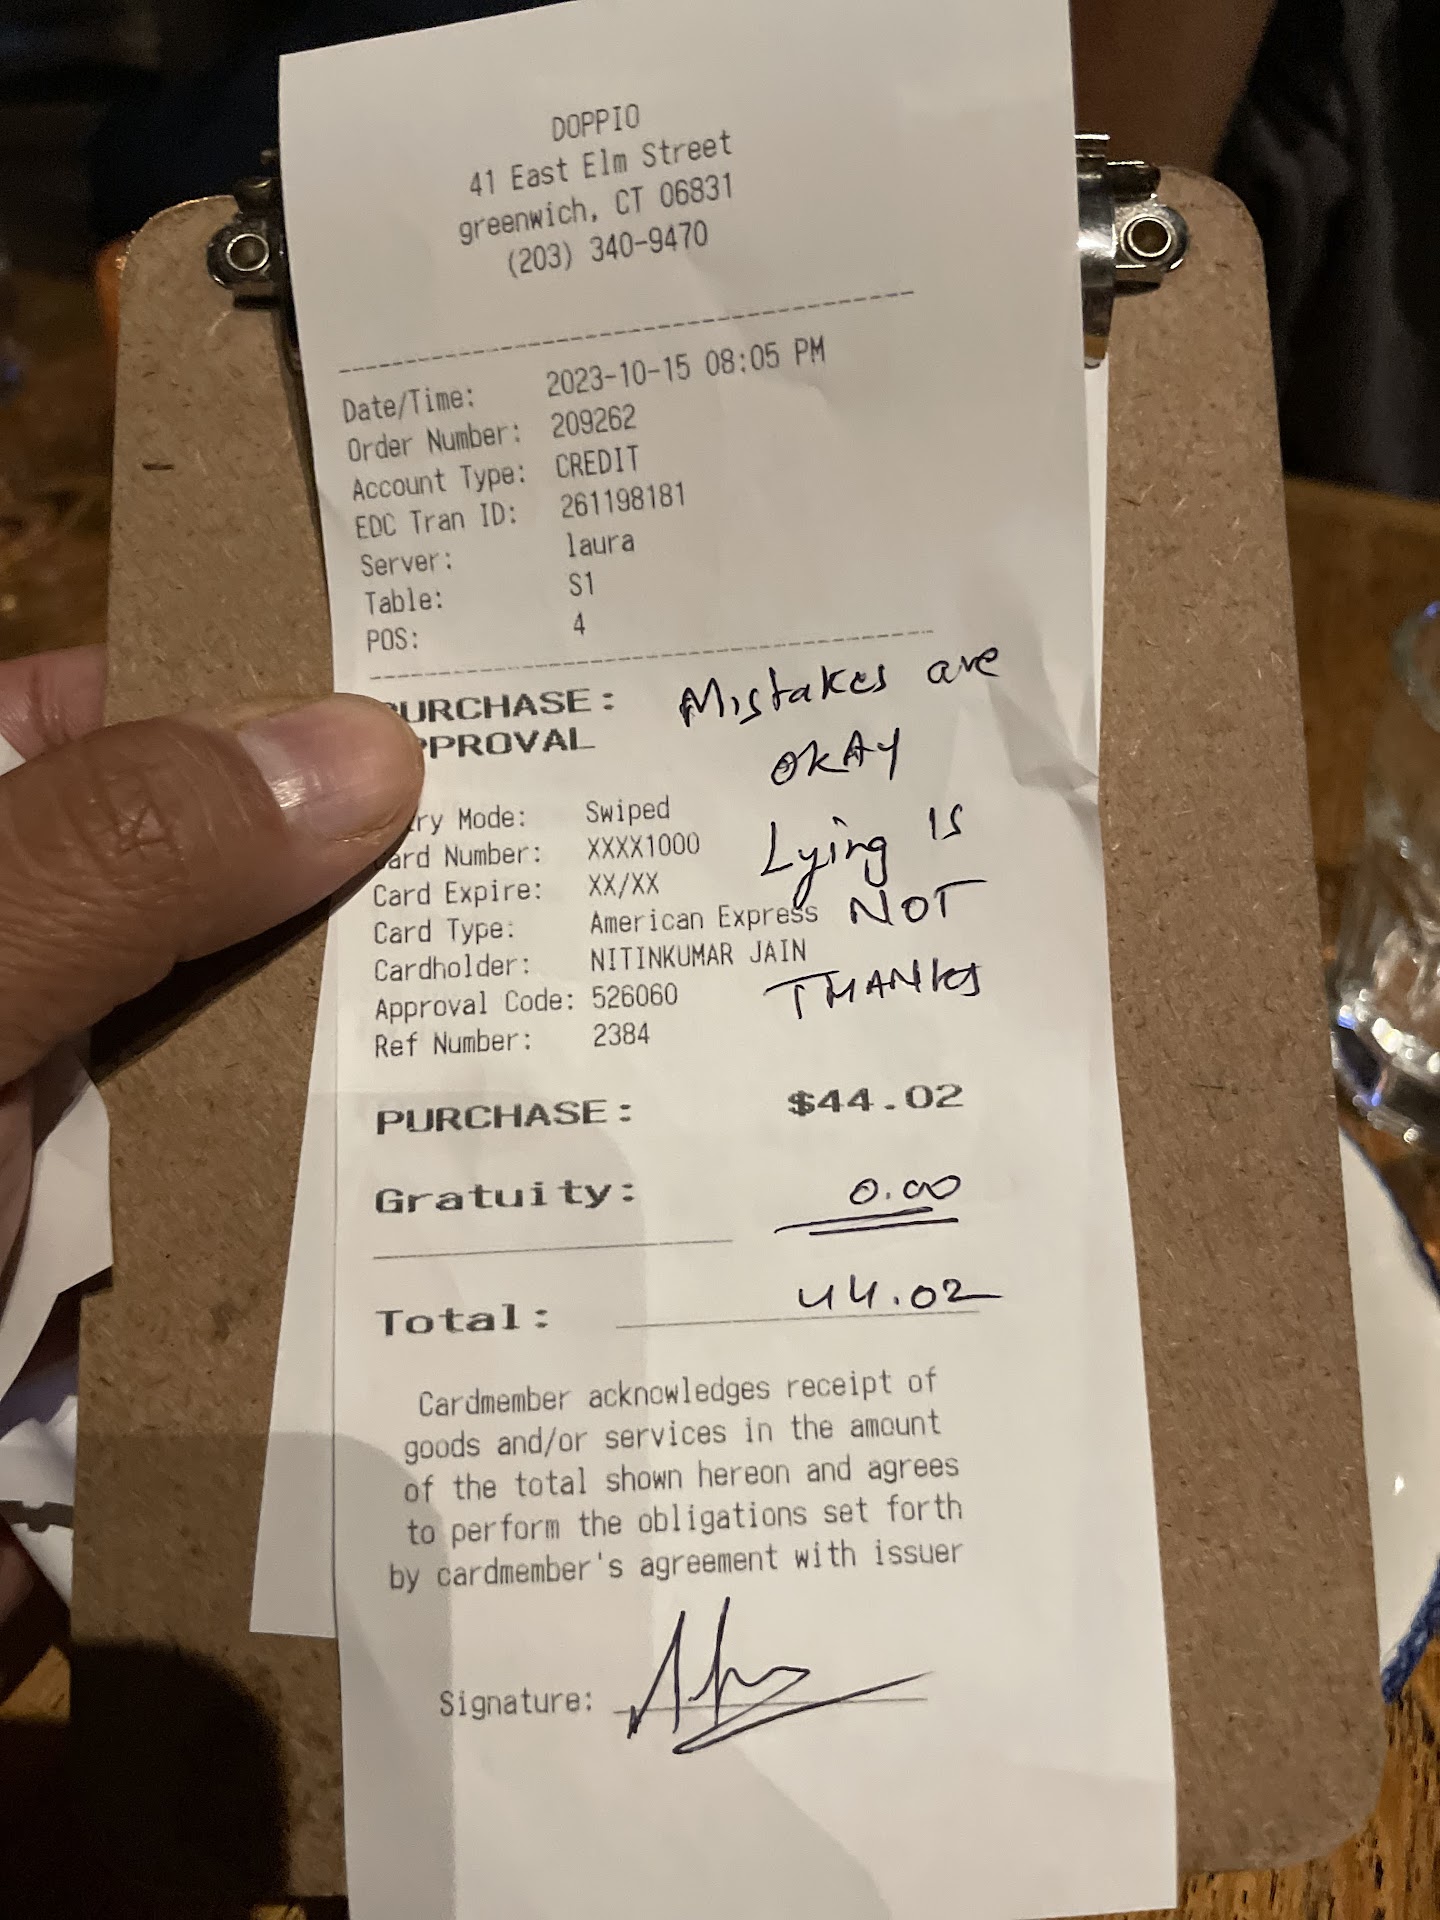 DOPPIO
41 East Elm Street
greenwich, CT 06831
(203) 340-9470
Date/Time: 2023-10-15 08:05 PM
Order Number: 209262
Account Type: CREDIT
EDC Tran ID: 261198181
Server: laura
Table: S1
POS: 4
PURCHASE:
APPROVAL
Mistakes are
OKAY
Lying is
NOT
THANKS
ry Mode: Swiped
Card Number: XXXX1000
Card Expire: XX/XX
Card Type: American Express
Cardholder: NITINKUMAR JAIN
Approval Code: 526060
Ref Number: 2384
PURCHASE: $44.02
Gratuity: 0.00
Total: 44.02
Cardmember acknowledges receipt of
goods and/or services in the amount
of the total shown hereon and agrees
to perform the obligations set forth
by cardmember's agreement with issuer
Signature: